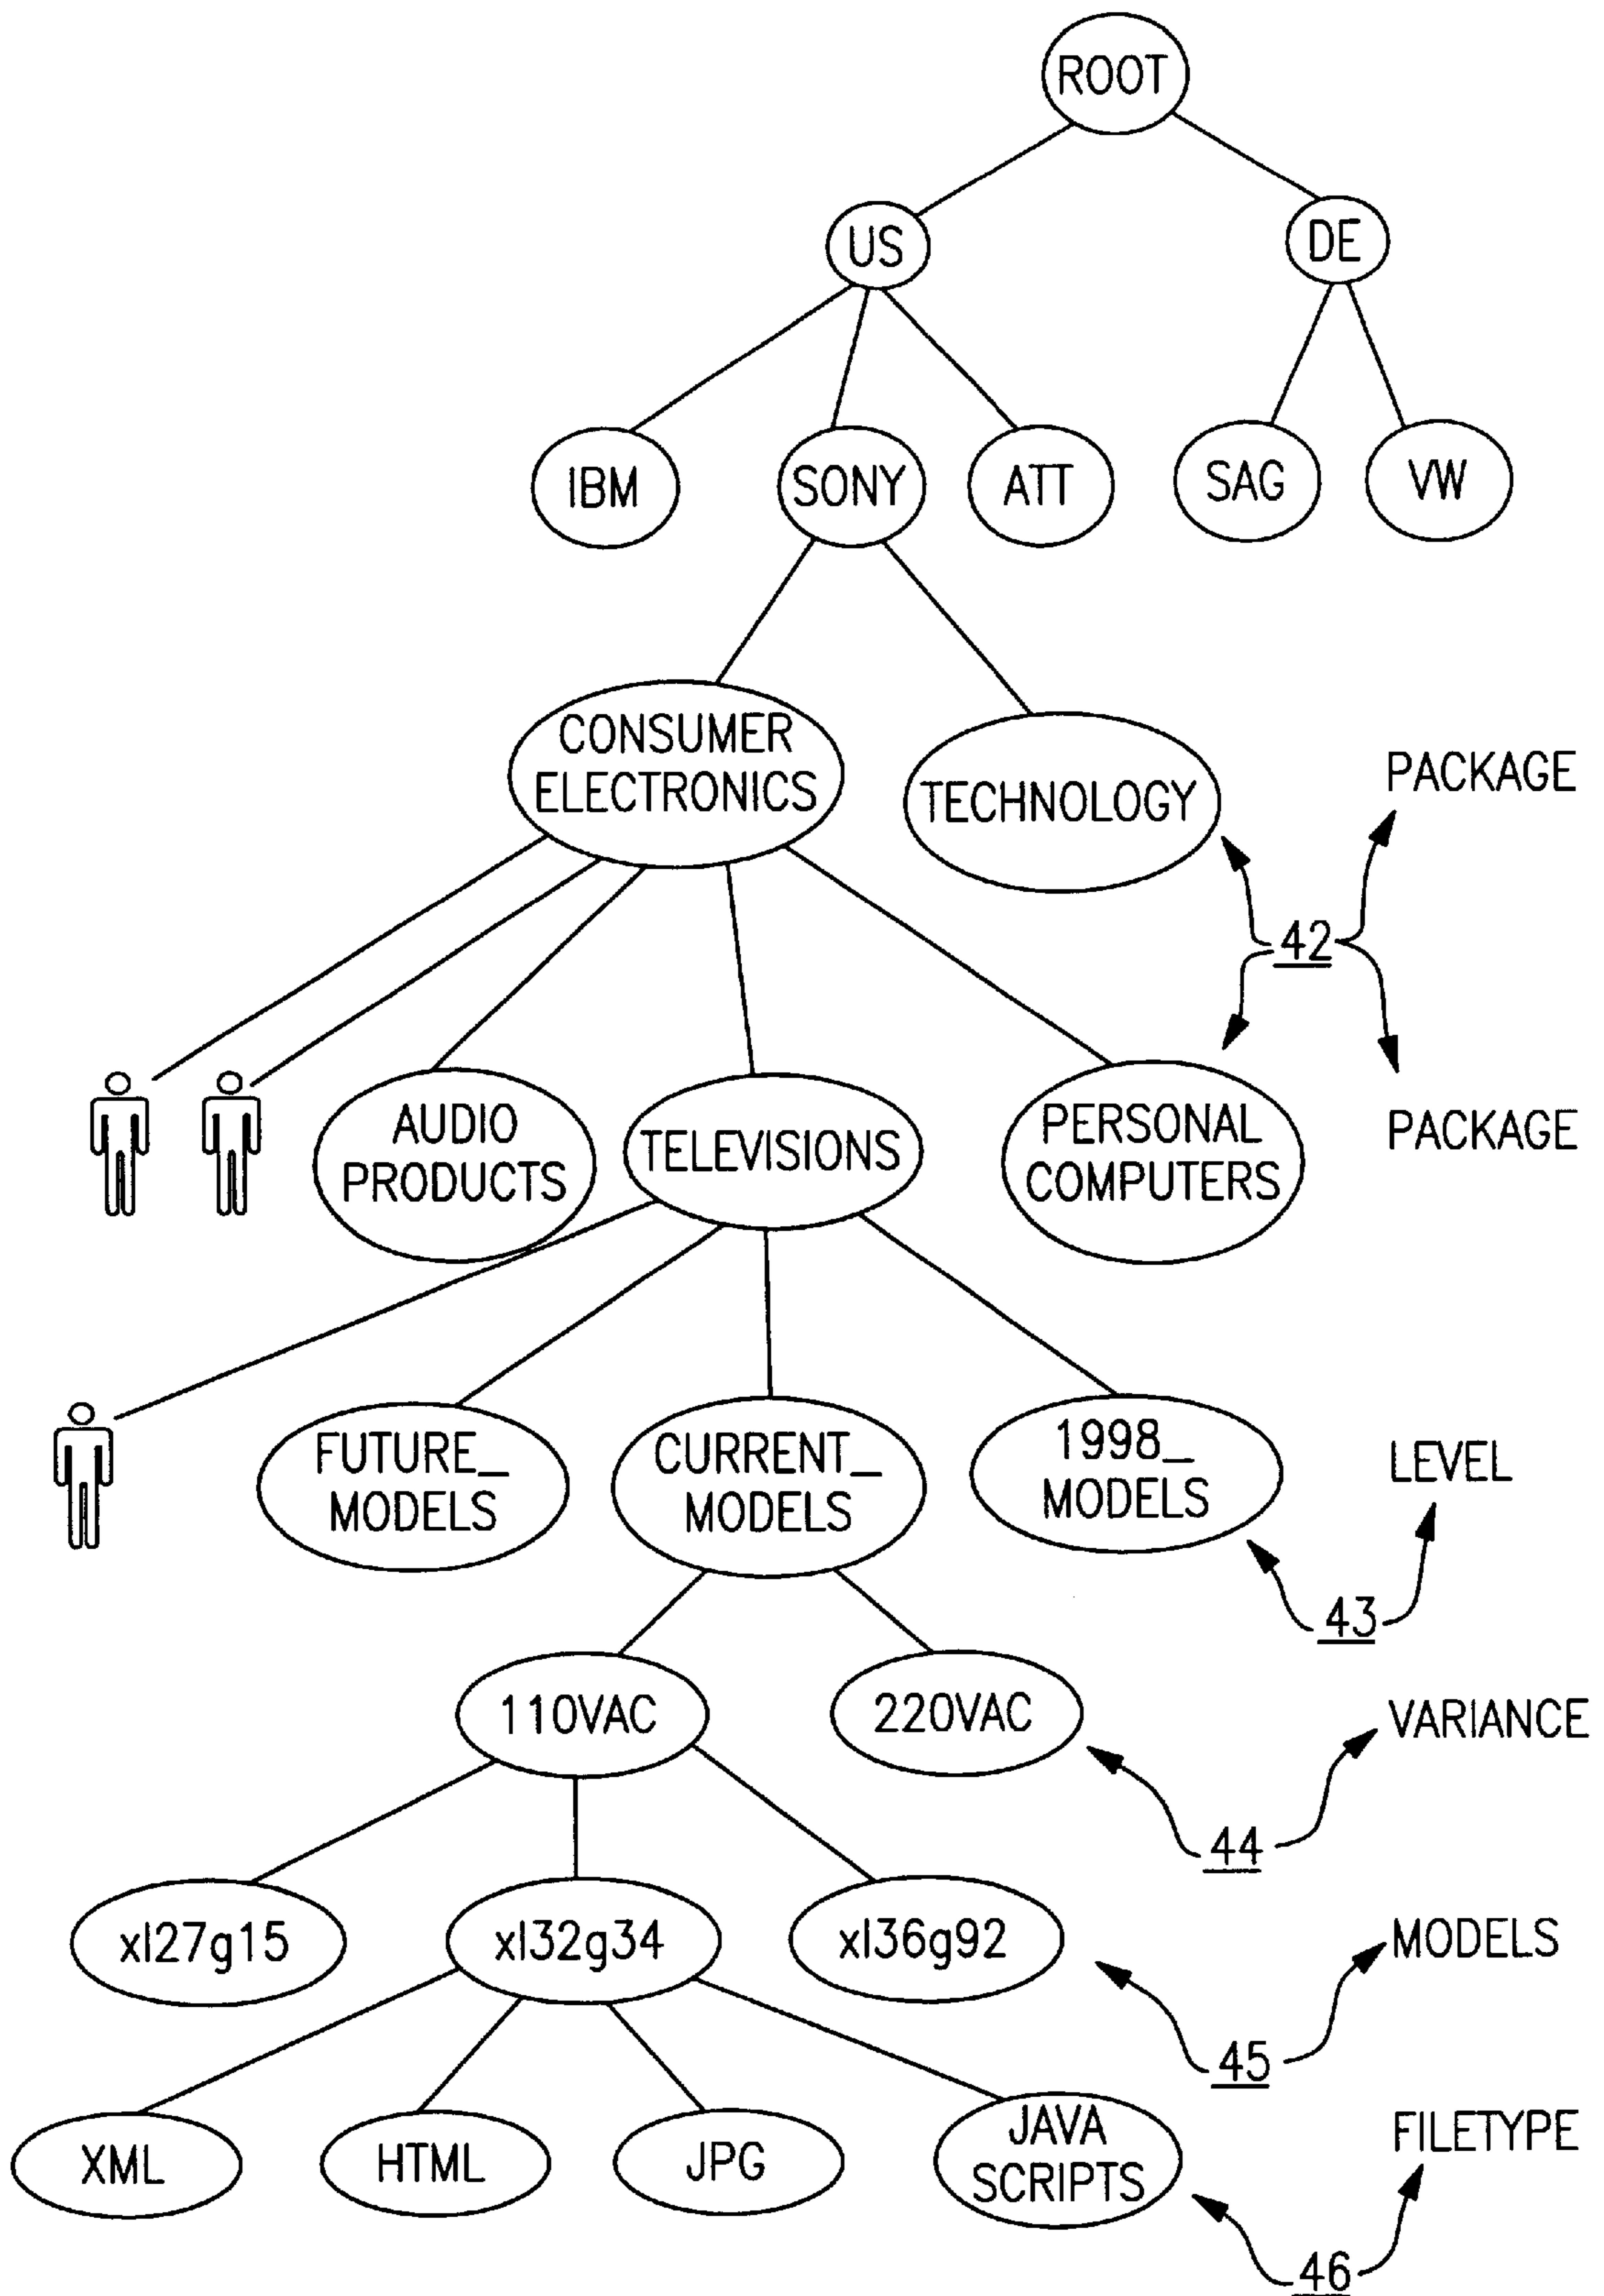 ROOT
US
DE
IBM
SONY
ATT
SAG
VW
CONSUMER
ELECTRONICS
TECHNOLOGY
PACKAGE
42
AUDIO
PRODUCTS
TELEVISIONS
PERSONAL
COMPUTERS
PACKAGE
FUTURE_
MODELS
CURRENT_
MODELS
1998_
MODELS
LEVEL
43
110VAC
220VAC
VARIANCE
44
xl27g15
xl32g34
xl36g92
MODELS
45
XML
HTML
JPG
JAVA
SCRIPTS
FILETYPE
46